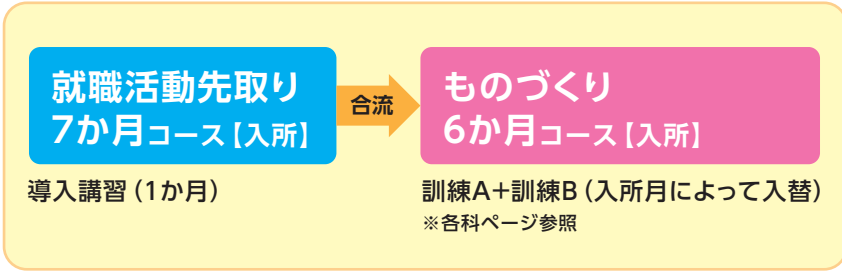 就職活動先取り
7か月コース【入所】
合流
ものづくり
6か月コース【入所】
導入講習（1か月）
訓練A+訓練B（入所月によって入替）
※各科ページ参照